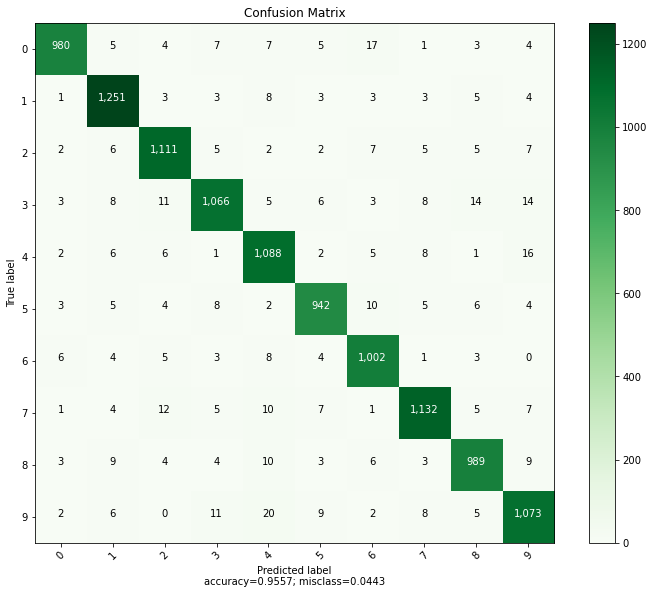 Confusion Matrix
0 980 5 4 7 7 5 17 1 3 4
1 1 1,251 3 3 8 3 3 3 5 4
2 2 6 1,111 5 2 2 7 5 5 7
3 3 8 11 1,066 5 6 3 8 14 14
4 2 6 6 1 1,088 2 5 8 1 16
5 3 5 4 8 2 942 10 5 6 4
6 6 4 5 3 8 4 1,002 1 3 0
7 1 4 12 5 10 7 1 1,132 5 7
8 3 9 4 4 10 3 6 3 989 9
9 2 6 0 11 20 9 2 8 5 1,073
0 1 2 3 4 5 6 7 8 9
True label
Predicted label
accuracy=0.9557; misclass=0.0443
1200
1000
800
600
400
200
0